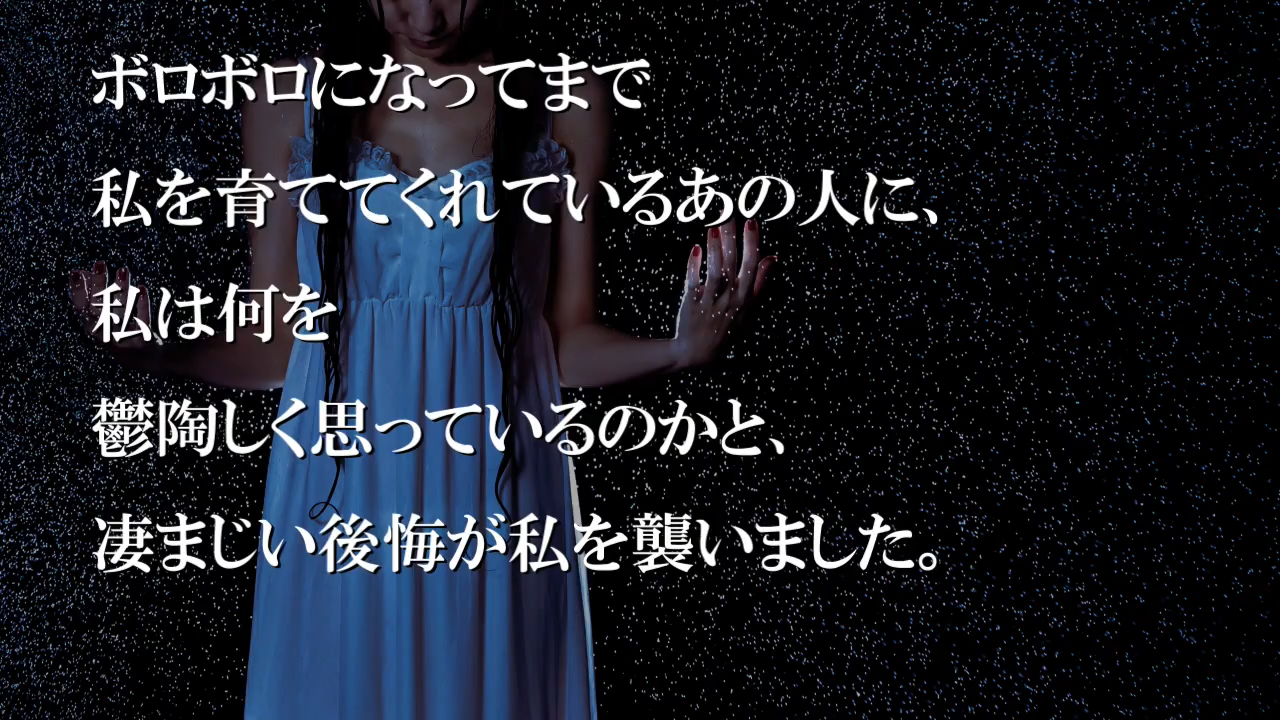 ボロボロになってまで
私を育ててくれているあの人に、
私は何を
鬱陶しく思っているのかと、
凄まじい後悔が私を襲いました。